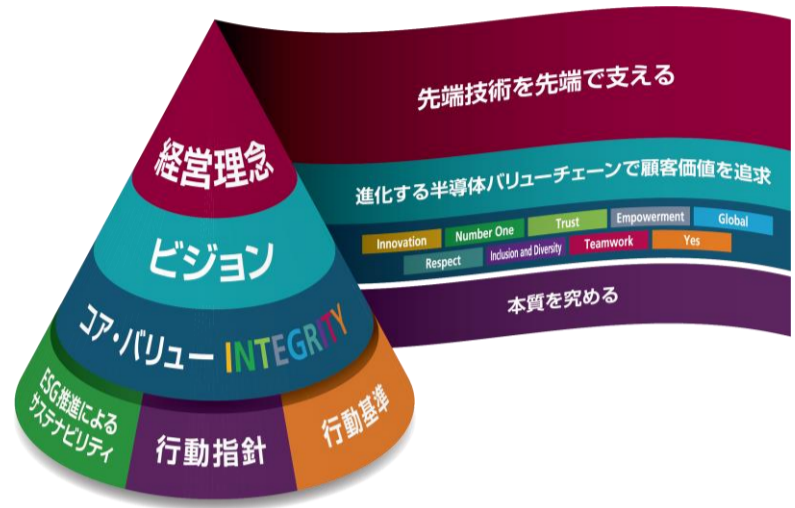 経営理念
先端技術を先端で支える
ビジョン
進化する半導体バリューチェーンで顧客価値を追求
コア・バリュー INTEGRITY
Innovation Number One Trust Empowerment Global
Respect Inclusion and Diversity Teamwork Yes
本質を究める
ESG推進による
サステナビリティ
行動指針
行動基準